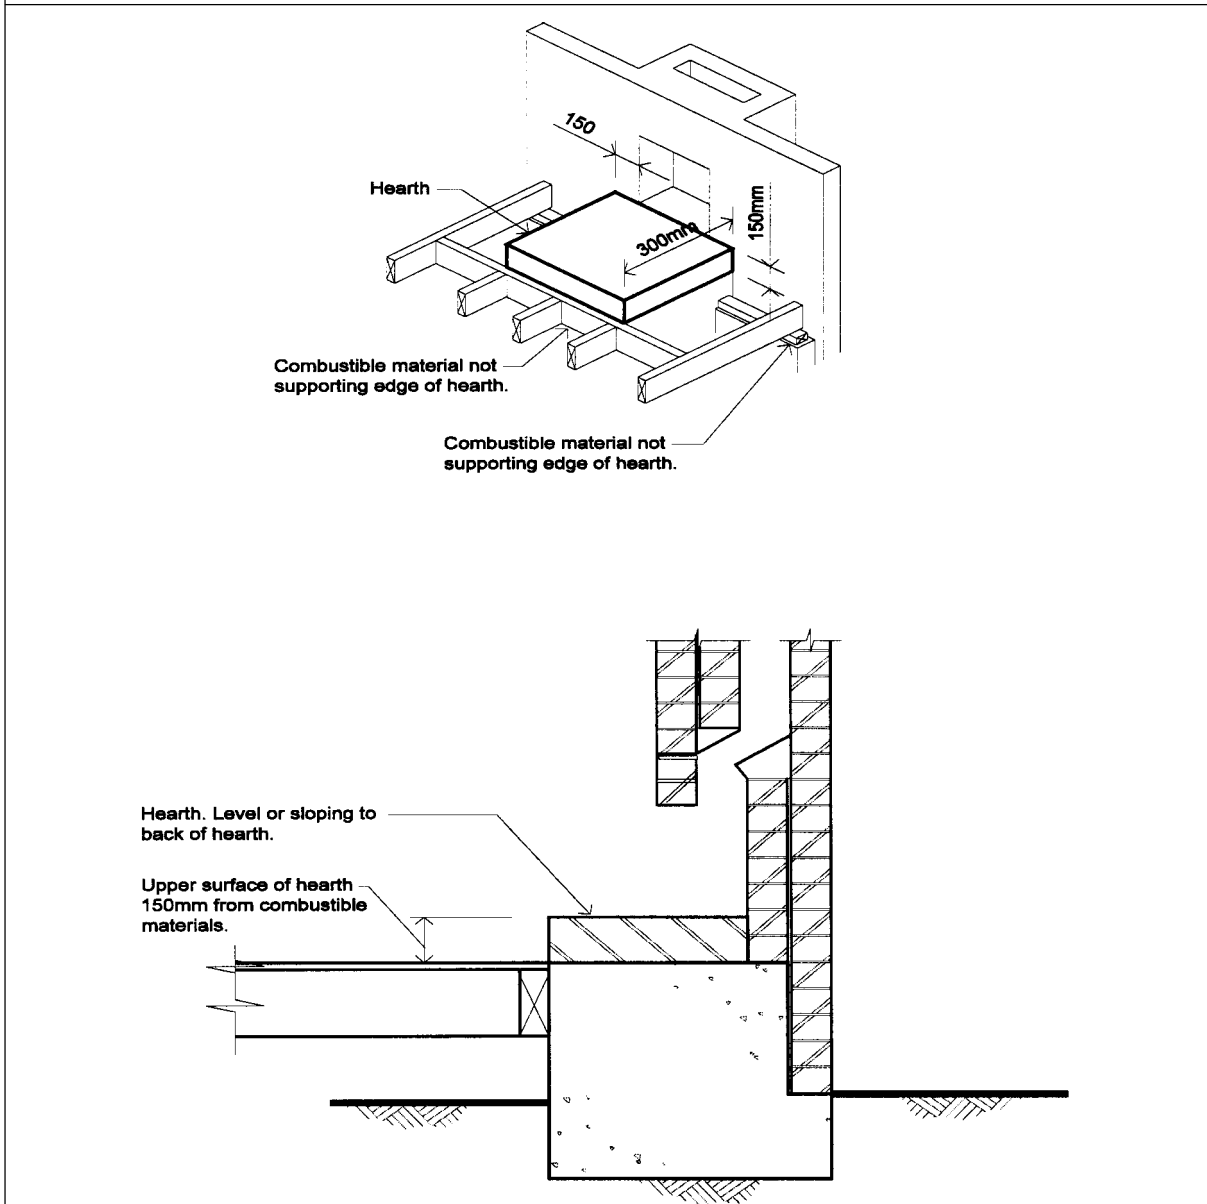 150
Hearth
300mm
150mm
Combustible material not
supporting edge of hearth.
Combustible material not
supporting edge of hearth.
Hearth. Level or sloping to
back of hearth.
Upper surface of hearth
150mm from combustible
materials.